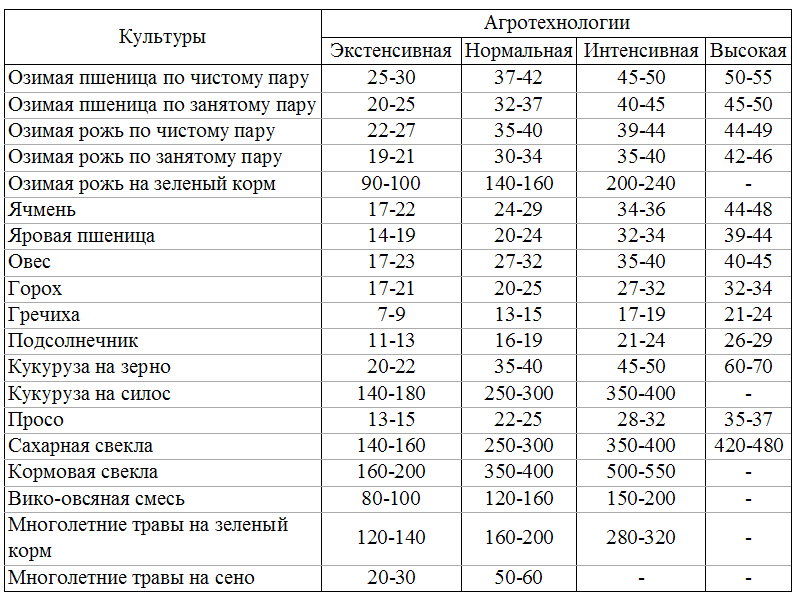 Культуры Агротехнологии
Экстенсивная Нормальная Интенсивная Высокая
Озимая пшеница по чистому пару 25-30 37-42 45-50 50-55
Озимая пшеница по занятому пару 20-25 32-37 40-45 45-50
Озимая рожь по чистому пару 22-27 35-40 39-44 44-49
Озимая рожь по занятому пару 19-21 30-34 35-40 42-46
Озимая рожь на зеленый корм 90-100 140-160 200-240 -
Ячмень 17-22 24-29 34-36 44-48
Яровая пшеница 14-19 20-24 32-34 39-44
Овес 17-23 27-32 35-40 40-45
Горох 17-21 20-25 27-32 32-34
Гречиха 7-9 13-15 17-19 21-24
Подсолнечник 11-13 16-19 21-24 26-29
Кукуруза на зерно 20-22 35-40 45-50 60-70
Кукуруза на силос 140-180 250-300 350-400 -
Просо 13-15 22-25 28-32 35-37
Сахарная свекла 140-160 250-300 350-400 420-480
Кормовая свекла 160-200 350-400 500-550 -
Вико-овсяная смесь 80-100 120-160 150-200 -
Многолетние травы на зеленый
корм 120-140 160-200 280-320 -
Многолетние травы на сено 20-30 50-60 - -